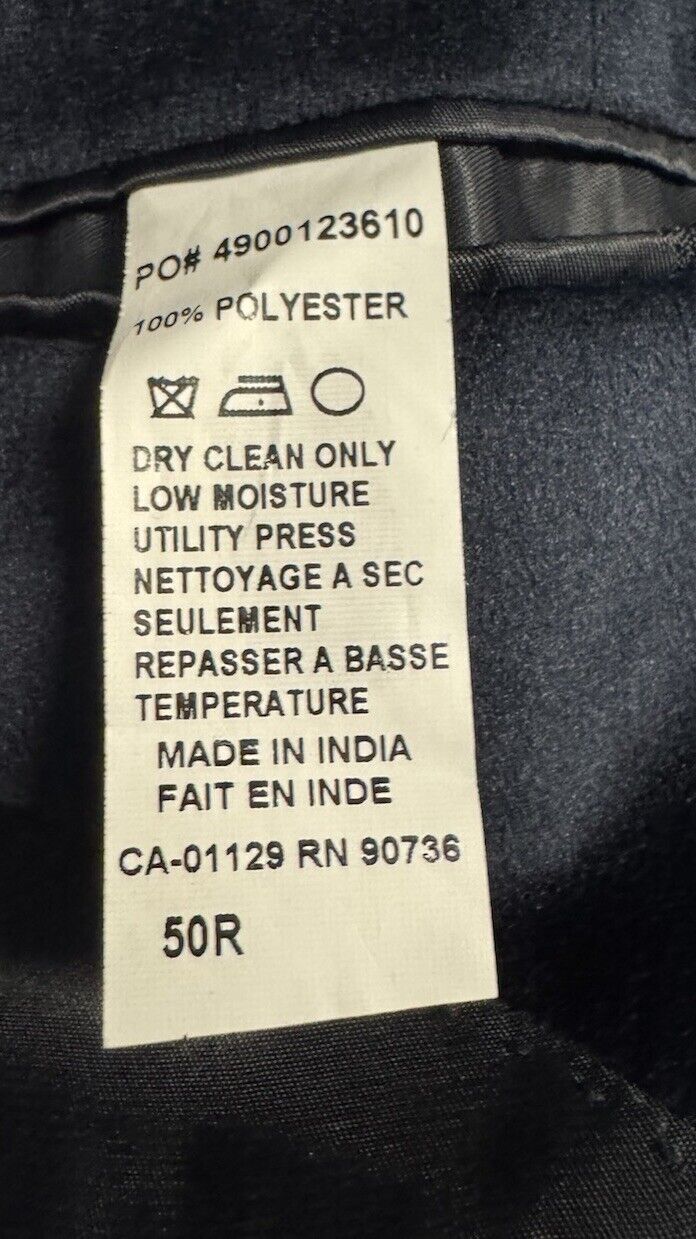 PO# 4900123610
100% POLYESTER
DRY CLEAN ONLY
LOW MOISTURE
UTILITY PRESS
NETTOYAGE A SEC
SEULEMENT
REPASSER A BASSE
TEMPERATURE
MADE IN INDIA
FAIT EN INDE
CA-01129 RN 90736
50R